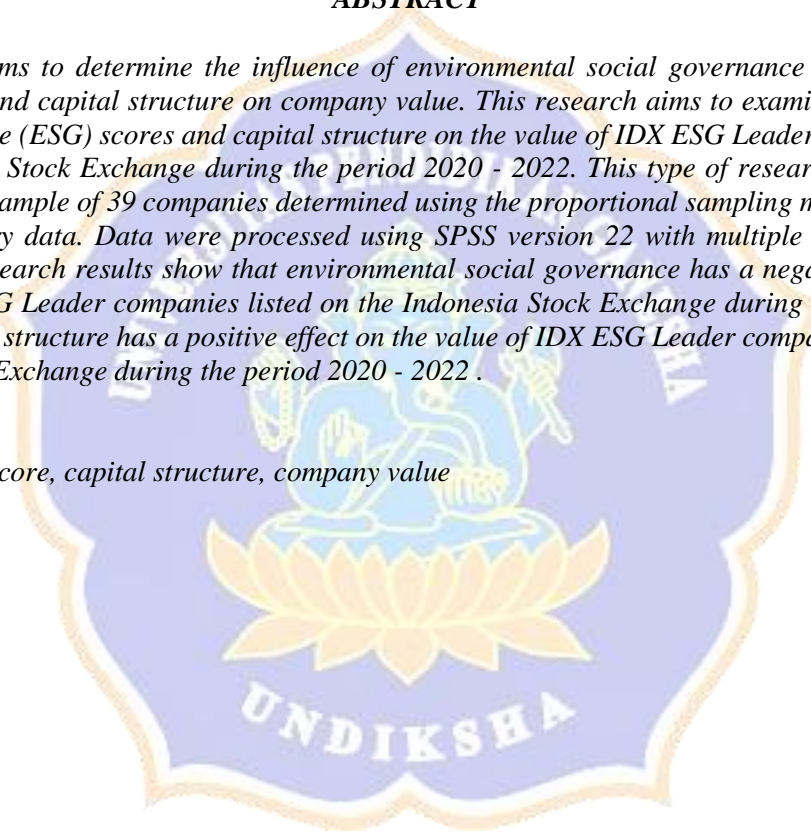 ABSTRACT
ms to determine the influence of environmental social governance
nd capital structure on company value. This research aims to exami
e (ESG) scores and capital structure on the value of IDX ESG Leader
Stock Exchange during the period 2020 - 2022. This type of resear
ample of 39 companies determined using the proportional sampling m
ry data. Data were processed using SPSS version 22 with multiple
earch results show that environmental social governance has a nega
G Leader companies listed on the Indonesia Stock Exchange during
structure has a positive effect on the value of IDX ESG Leader compa
Exchange during the period 2020 - 2022 .
core, capital structure, company value
UNIVERSITAS PENDIDIKAN GANESHA
UNDIKSHA